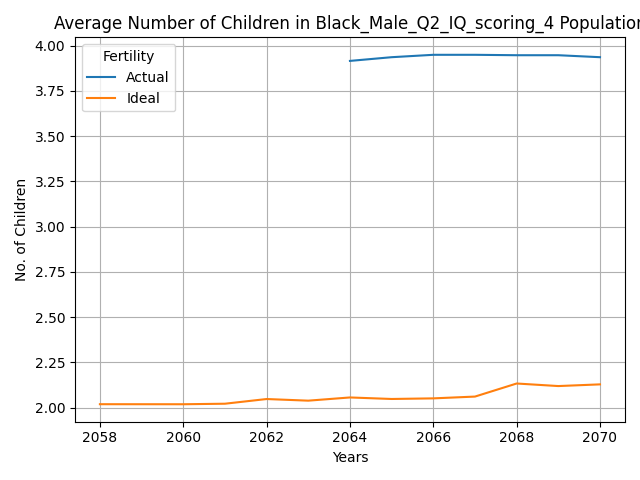 Average Number of Children in Black_Male_Q2_IQ_scoring_4 Population
Fertility
Actual
Ideal
No. of Children
4.00
3.75
3.50
3.25
3.00
2.75
2.50
2.25
2.00
2058 2060 2062 2064 2066 2068 2070
Years